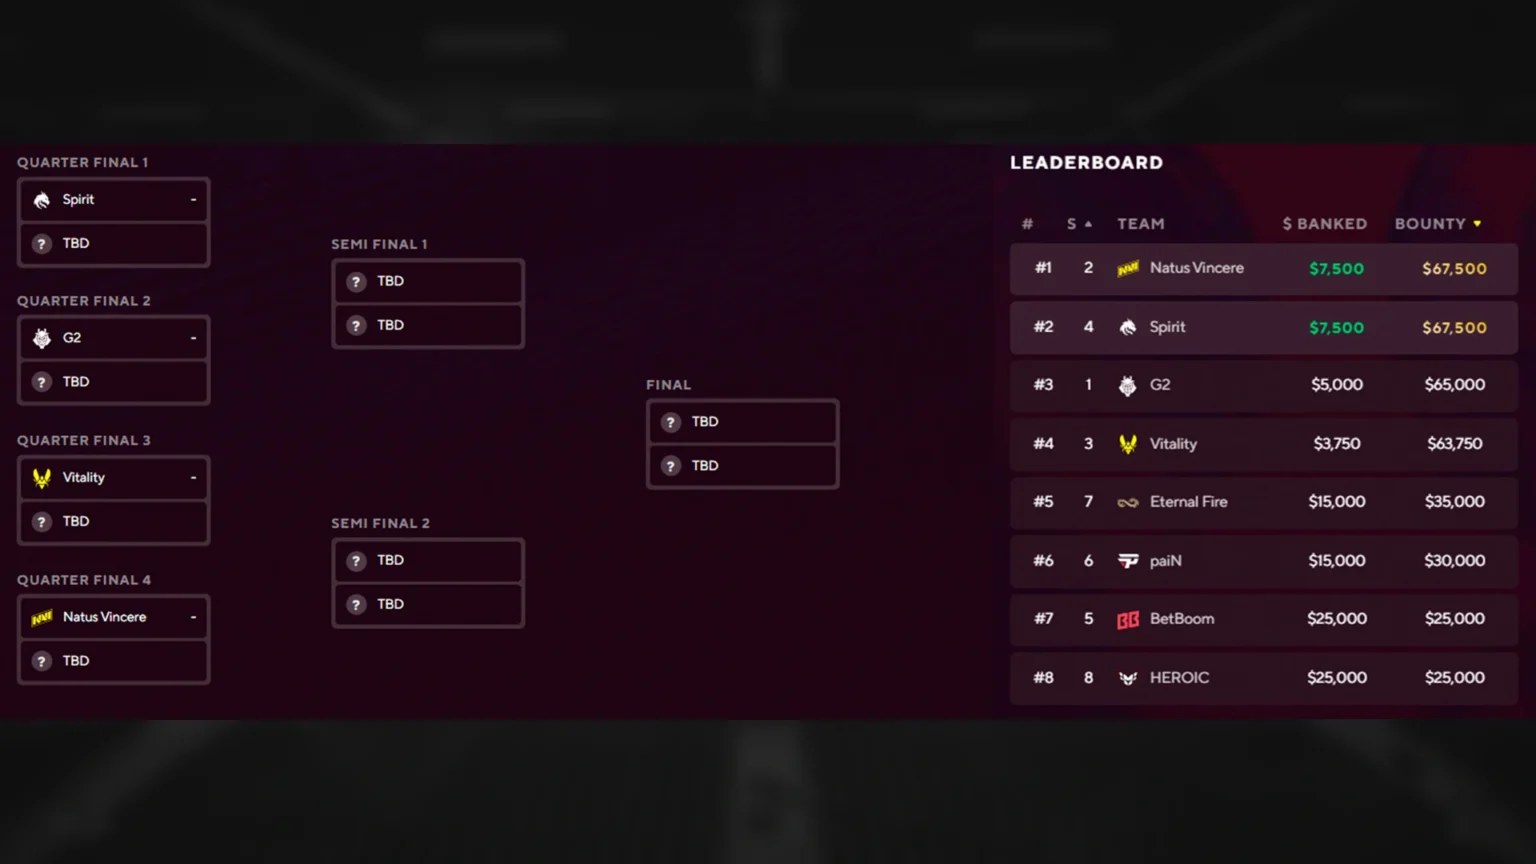 QUARTER FINAL 1
Spirit -
? TBD
QUARTER FINAL 2
G2 -
? TBD
QUARTER FINAL 3
Vitality -
? TBD
QUARTER FINAL 4
Natus Vincere -
? TBD
SEMI FINAL 1
? TBD
? TBD
SEMI FINAL 2
? TBD
? TBD
FINAL
? TBD
? TBD
LEADERBOARD
# S TEAM $ BANKED BOUNTY
#1 2 Natus Vincere $7,500 $67,500
#2 4 Spirit $7,500 $67,500
#3 1 G2 $5,000 $65,000
#4 3 Vitality $3,750 $63,750
#5 7 Eternal Fire $15,000 $35,000
#6 6 paiN $15,000 $30,000
#7 5 BetBoom $25,000 $25,000
#8 8 HEROIC $25,000 $25,000